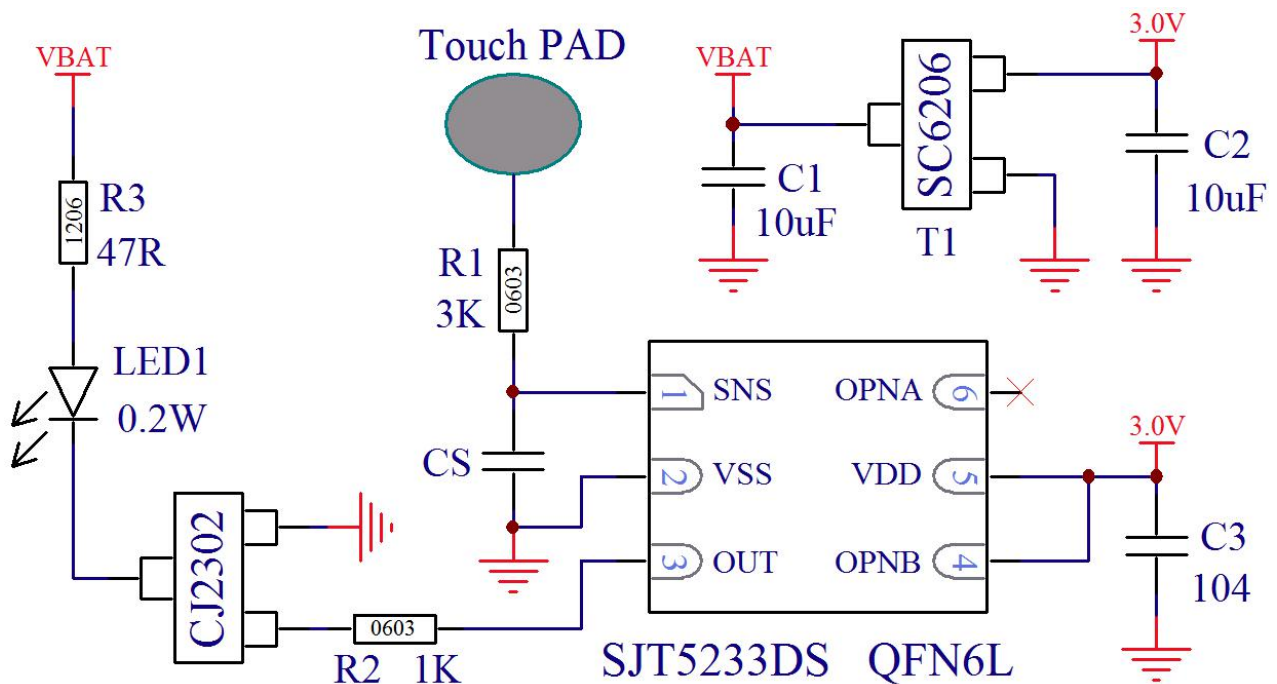 VBAT
R3
1206
47R
LED1
0.2W
CJ2302
0603
R2 1K
Touch PAD
R1
0603
3K
CS
1 SNS
2 VSS
3 OUT
OPNA 6
VDD 5
OPNB 4
SJT5233DS QFN6L
VBAT
C1
10uF
SC6206
T1
3.0V
C2
10uF
3.0V
C3
104